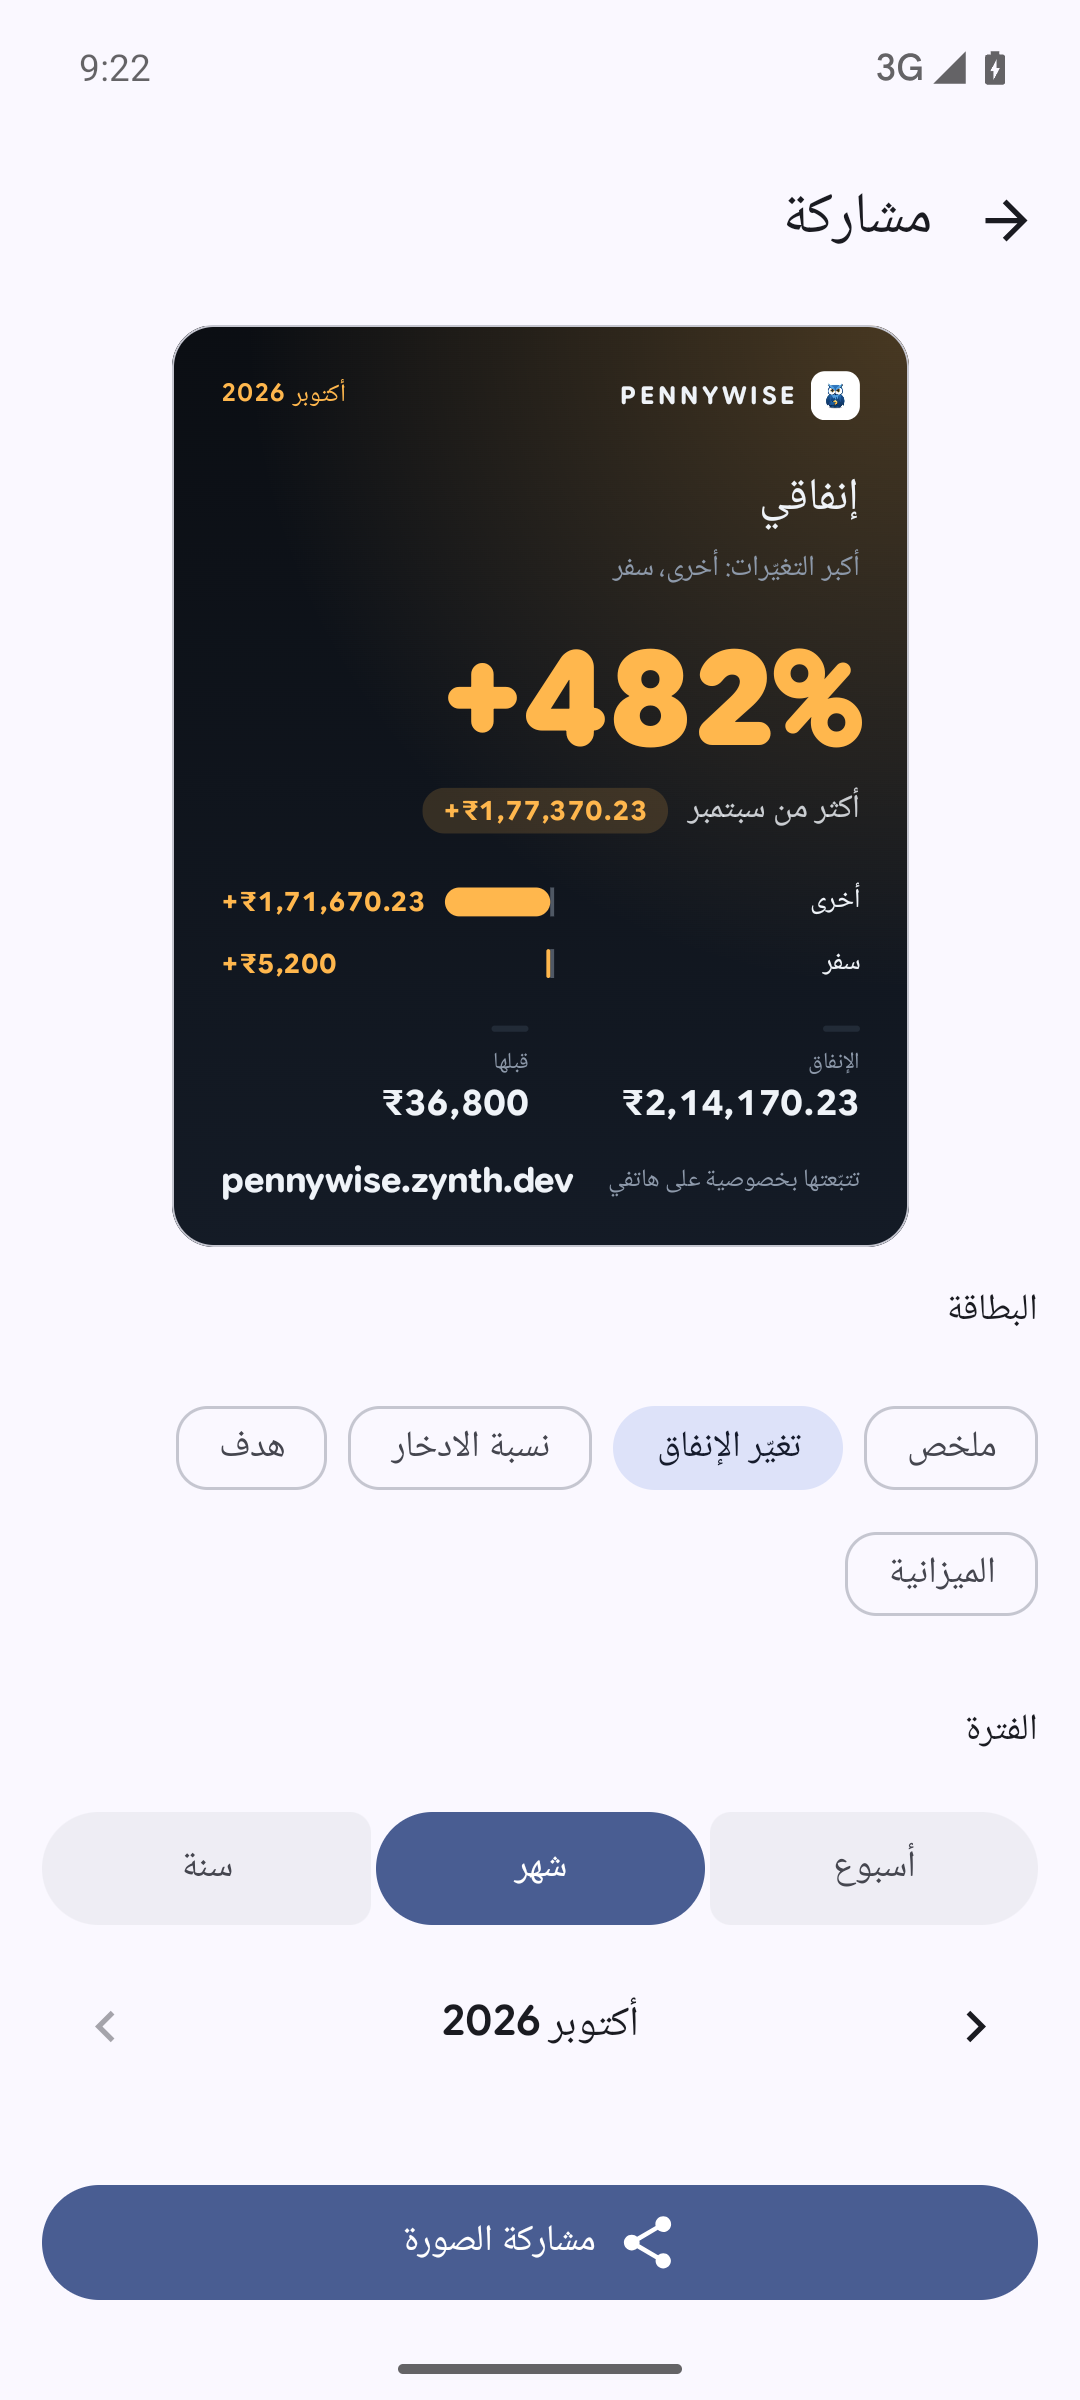 9:22
3G
مشاركة
PENNYWISE
أكتوبر 2026
إنفاقي
أكبر التغيّرات: أخرى، سفر
+482%
أكثر من سبتمبر +₹1,77,370.23
أخرى +₹1,71,670.23
سفر +₹5,200
الإنفاق قبلها
₹2,14,170.23 ₹36,800
تتبّعتها بخصوصية على هاتفي pennywise.zynth.dev
البطاقة
ملخص تغيّر الإنفاق نسبة الادخار هدف
الميزانية
الفترة
أسبوع شهر سنة
أكتوبر 2026
مشاركة الصورة